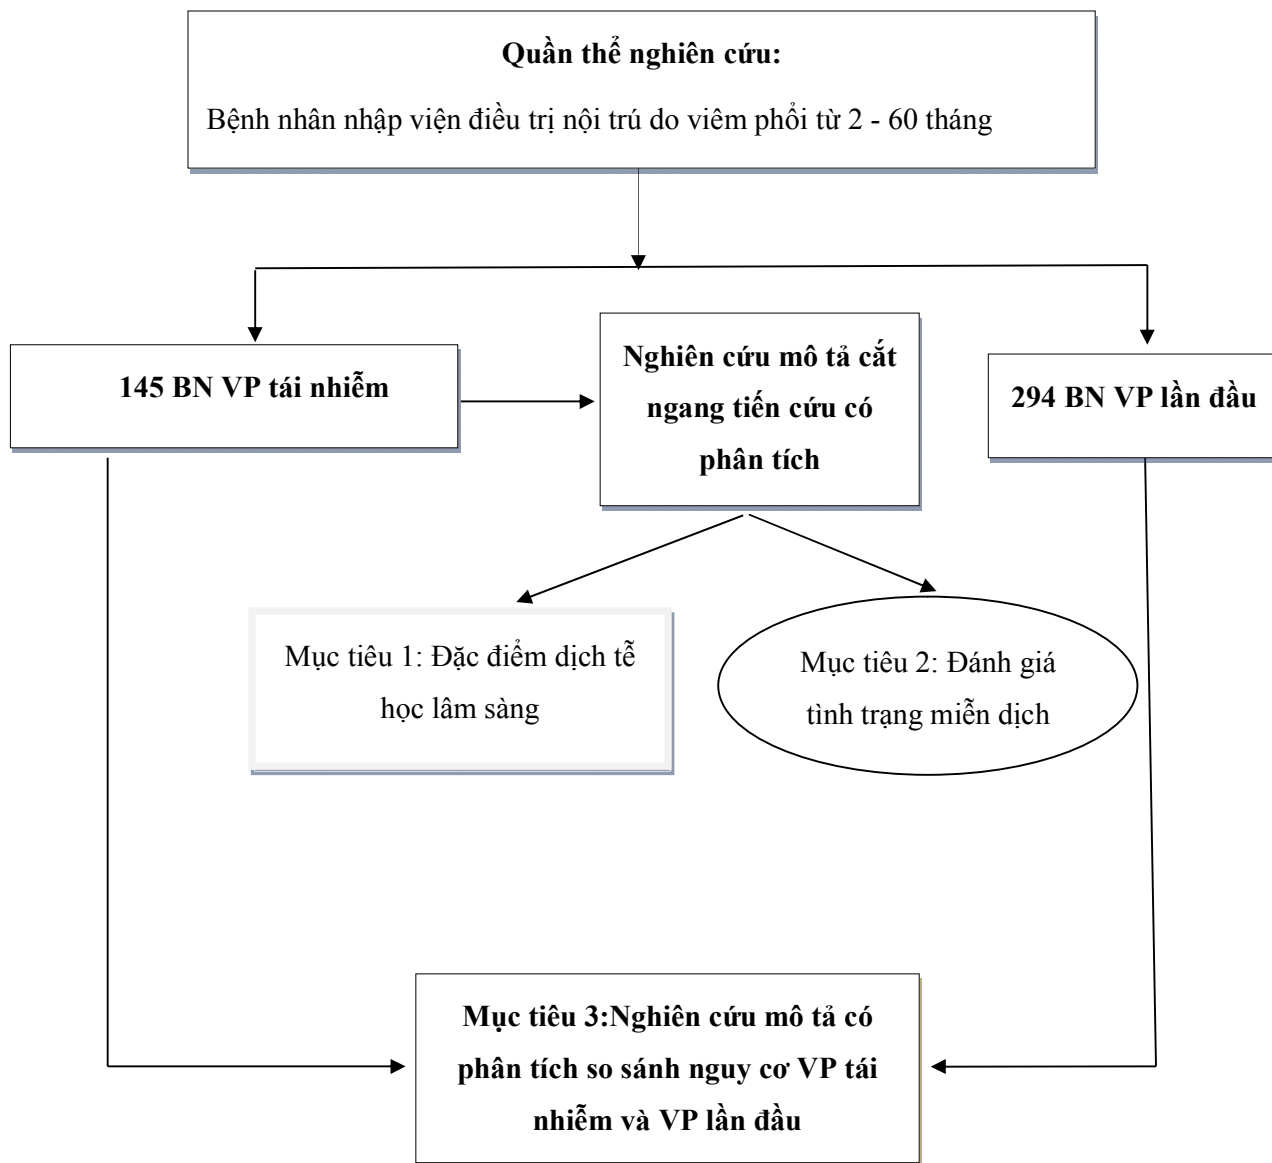 Quần thể nghiên cứu:
Bệnh nhân nhập viện điều trị nội trú do viêm phổi từ 2 - 60 tháng
145 BN VP tái nhiễm
Nghiên cứu mô tả cắt
ngang tiến cứu có
phân tích
294 BN VP lần đầu
Mục tiêu 1: Đặc điểm dịch tễ
học lâm sàng
Mục tiêu 2: Đánh giá
tình trạng miễn dịch
Mục tiêu 3:Nghiên cứu mô tả có
phân tích so sánh nguy cơ VP tái
nhiễm và VP lần đầu